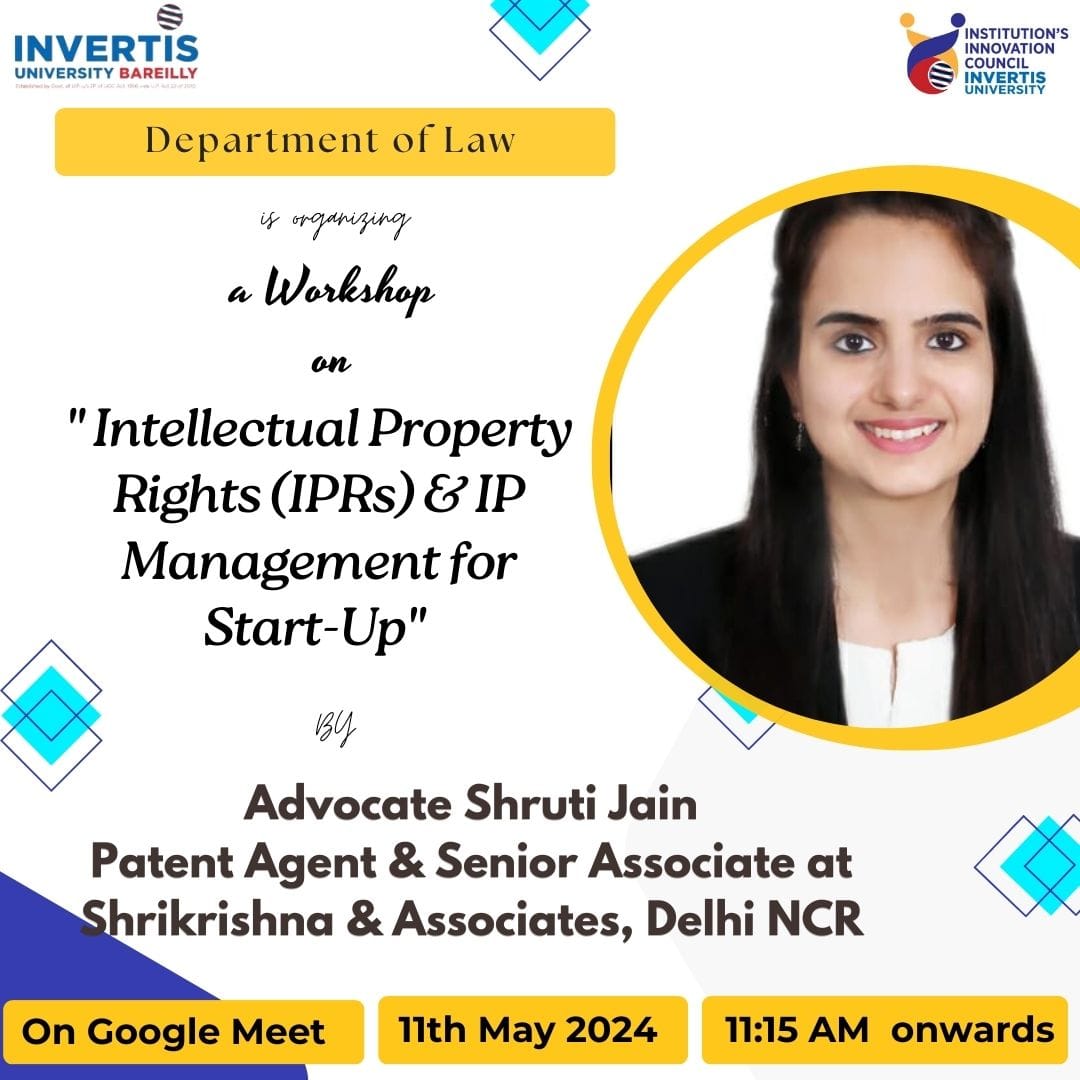 INVERTIS
UNIVERSITY BAREILLY
INSTITUTION'S
INNOVATION
COUNCIL
INVERTIS
UNIVERSITY
Department of Law
is organizing
a Workshop
on
" Intellectual Property
Rights (IPRs) & IP
Management for
Start-Up"
BY
Advocate Shruti Jain
Patent Agent & Senior Associate at
Shrikrishna & Associates, Delhi NCR
On Google Meet
11th May 2024
11:15 AM onwards